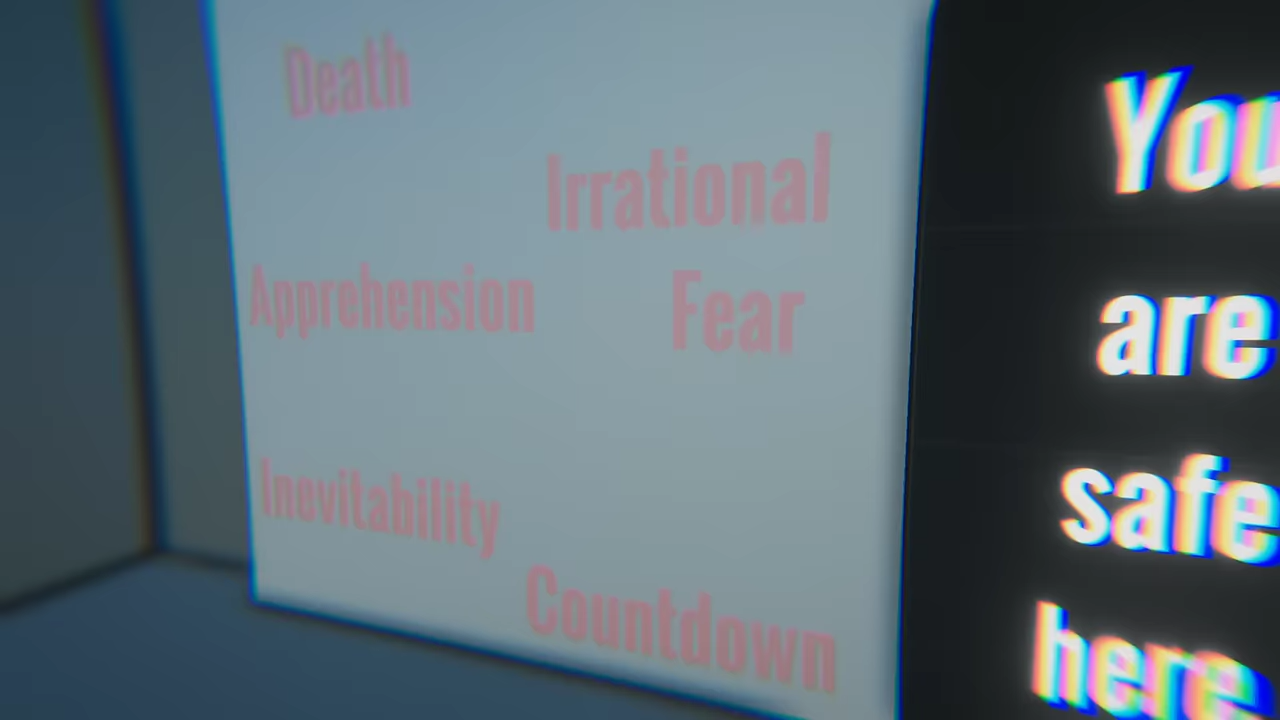 Death
Irrational
Fear
Apprehension
Inevitability
Countdown
You
are
safe
here